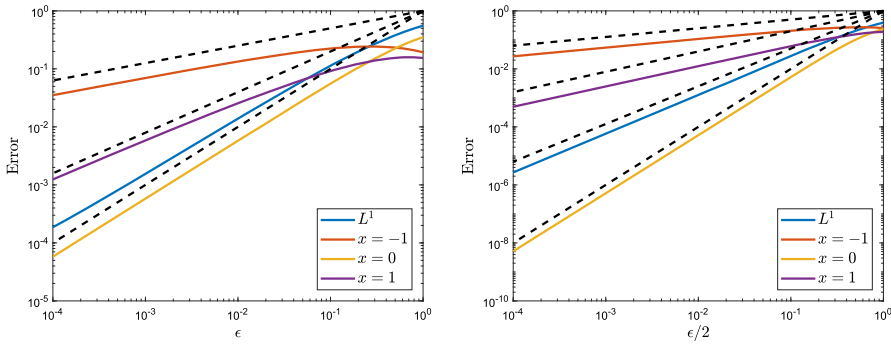 10^0
10^-1
10^-2
10^-3
10^-4
10^-5
Error
10^-4
10^-3
10^-2
10^-1
10^0
ϵ
L^1
x = −1
x = 0
x = 1
10^0
10^-2
10^-4
10^-6
10^-8
10^-10
Error
10^-4
10^-3
10^-2
10^-1
10^0
ϵ/2
L^1
x = −1
x = 0
x = 1